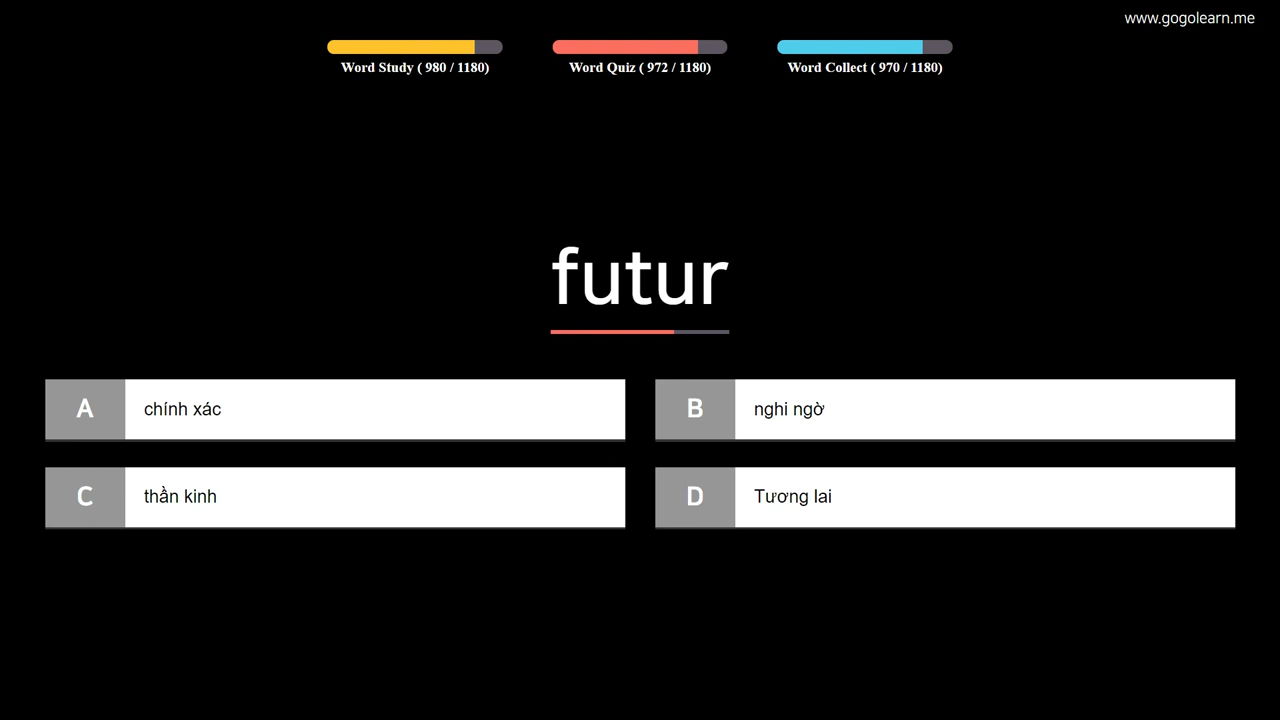 www.gogolearn.me
Word Study ( 980 / 1180)
Word Quiz ( 972 / 1180)
Word Collect ( 970 / 1180)
futur
A chính xác
B nghi ngờ
C thần kinh
D Tương lai